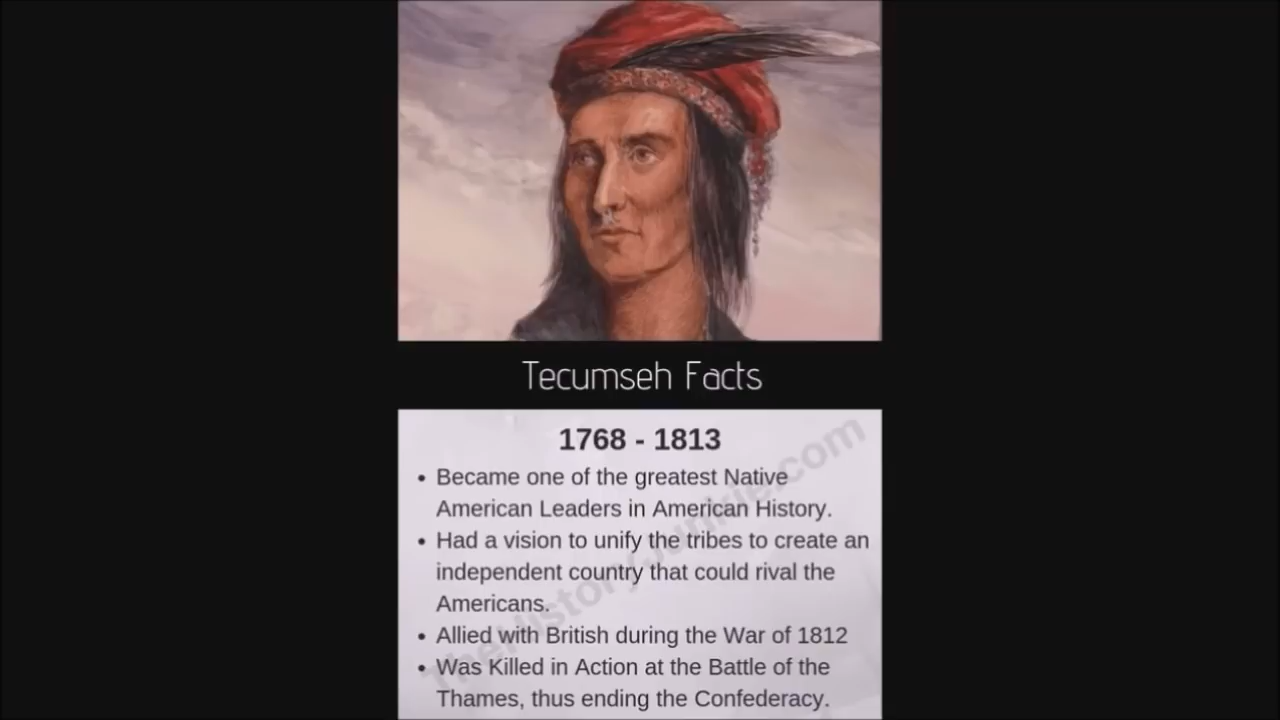 Tecumseh Facts
1768 - 1813
• Became one of the greatest Native
American Leaders in American History.
• Had a vision to unify the tribes to create an
independent country that could rival the
Americans.
• Allied with British during the War of 1812
• Was Killed in Action at the Battle of the
Thames, thus ending the Confederacy.
TheHistoryJunkie.com